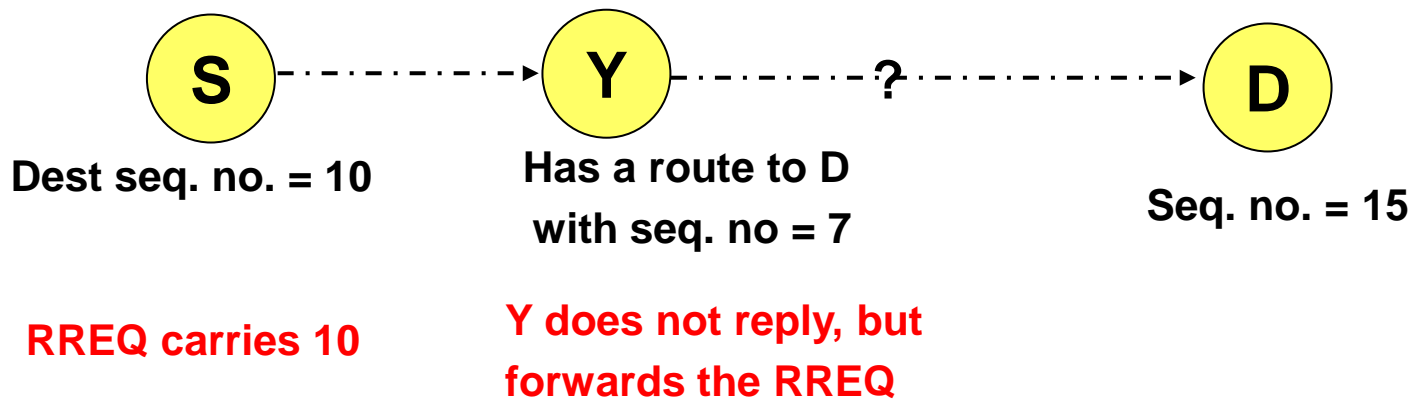 S
Y
?
D
Dest seq. no. = 10
Has a route to D
with seq. no = 7
Seq. no. = 15
RREQ carries 10
Y does not reply, but
forwards the RREQ